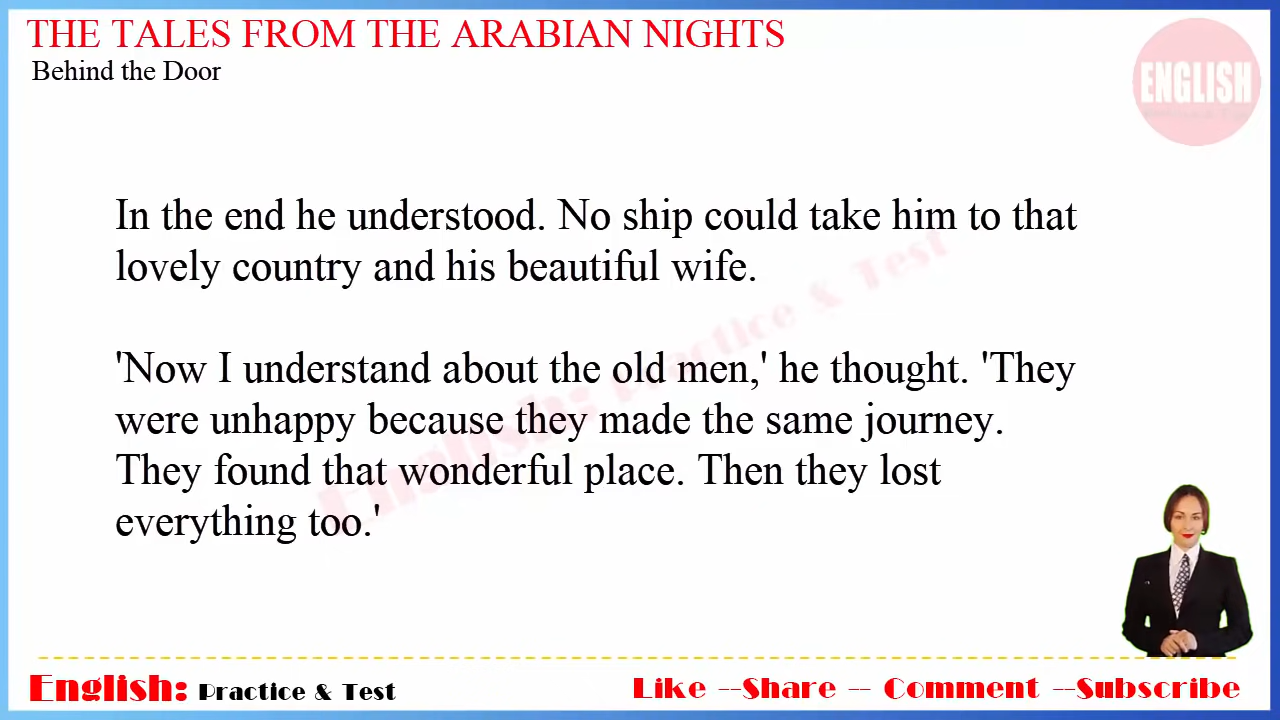 THE TALES FROM THE ARABIAN NIGHTS
Behind the Door
ENGLISH
In the end he understood. No ship could take him to that
lovely country and his beautiful wife.
'Now I understand about the old men,' he thought. 'They
were unhappy because they made the same journey.
They found that wonderful place. Then they lost
everything too.'
English: Practice & Test
English: Practice & Test
Like --Share -- Comment --Subscribe